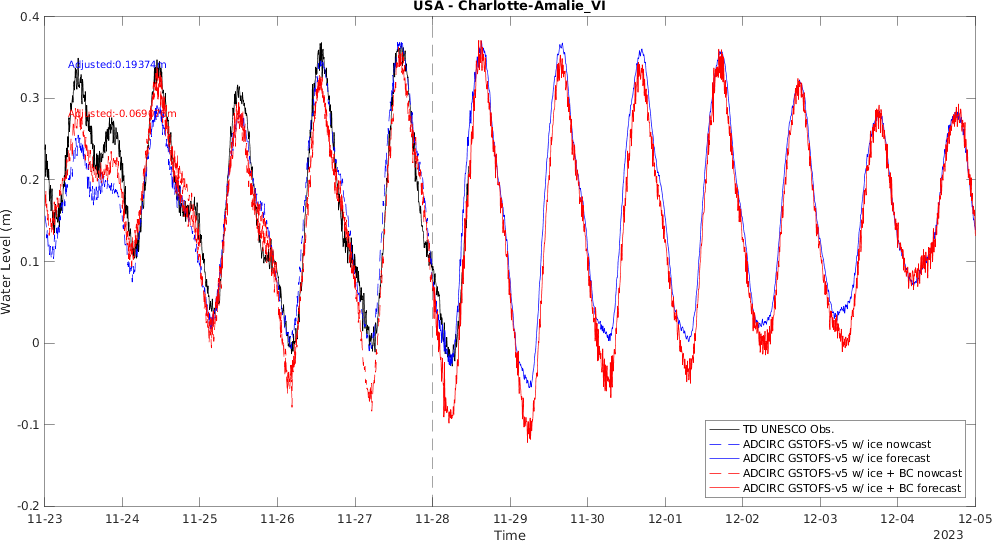 USA - Charlotte-Amalie_VI
0.4
0.3
0.2
0.1
0
-0.1
-0.2
Water Level (m)
Adjusted:0.19374m
TD UNESCO Obs.
ADCIRC GSTOFS-v5 w/ ice nowcast
ADCIRC GSTOFS-v5 w/ ice forecast
ADCIRC GSTOFS-v5 w/ ice + BC nowcast
ADCIRC GSTOFS-v5 w/ ice + BC forecast
11-23 11-24 11-25 11-26 11-27 11-28 11-29 11-30 12-01 12-02 12-03 12-04 12-05
Time
2023